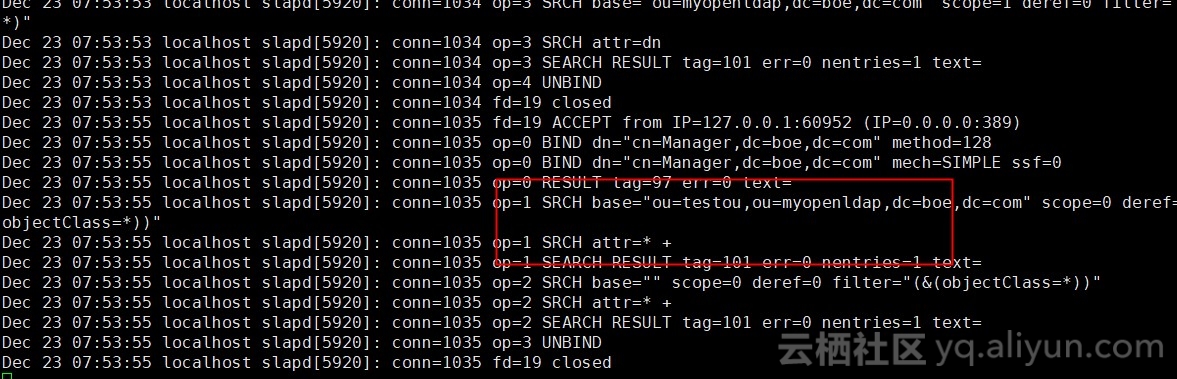 Dec 23 07:53:53 localhost slapd[5920]: conn=1034 op=3 SRCH base="ou=myopenldap,dc=boe,dc=com" scope=1 deref=0 filter=
*)"
Dec 23 07:53:53 localhost slapd[5920]: conn=1034 op=3 SRCH attr=dn
Dec 23 07:53:53 localhost slapd[5920]: conn=1034 op=3 SEARCH RESULT tag=101 err=0 nentries=1 text=
Dec 23 07:53:53 localhost slapd[5920]: conn=1034 op=4 UNBIND
Dec 23 07:53:53 localhost slapd[5920]: conn=1034 fd=19 closed
Dec 23 07:53:55 localhost slapd[5920]: conn=1035 fd=19 ACCEPT from IP=127.0.0.1:60952 (IP=0.0.0.0:389)
Dec 23 07:53:55 localhost slapd[5920]: conn=1035 op=0 BIND dn="cn=Manager,dc=boe,dc=com" method=128
Dec 23 07:53:55 localhost slapd[5920]: conn=1035 op=0 BIND dn="cn=Manager,dc=boe,dc=com" mech=SIMPLE ssf=0
Dec 23 07:53:55 localhost slapd[5920]: conn=1035 op=0 RESULT tag=97 err=0 text=
Dec 23 07:53:55 localhost slapd[5920]: conn=1035 op=1 SRCH base="ou=testou,ou=myopenldap,dc=boe,dc=com" scope=0 deref=
objectClass=*))"
Dec 23 07:53:55 localhost slapd[5920]: conn=1035 op=1 SRCH attr=* +
Dec 23 07:53:55 localhost slapd[5920]: conn=1035 op=1 SEARCH RESULT tag=101 err=0 nentries=1 text=
Dec 23 07:53:55 localhost slapd[5920]: conn=1035 op=2 SRCH base="" scope=0 deref=0 filter="(&(objectClass=*))"
Dec 23 07:53:55 localhost slapd[5920]: conn=1035 op=2 SRCH attr=* +
Dec 23 07:53:55 localhost slapd[5920]: conn=1035 op=2 SEARCH RESULT tag=101 err=0 nentries=1 text=
Dec 23 07:53:55 localhost slapd[5920]: conn=1035 op=3 UNBIND
Dec 23 07:53:55 localhost slapd[5920]: conn=1035 fd=19 closed
云栖社区 yq.aliyun.com